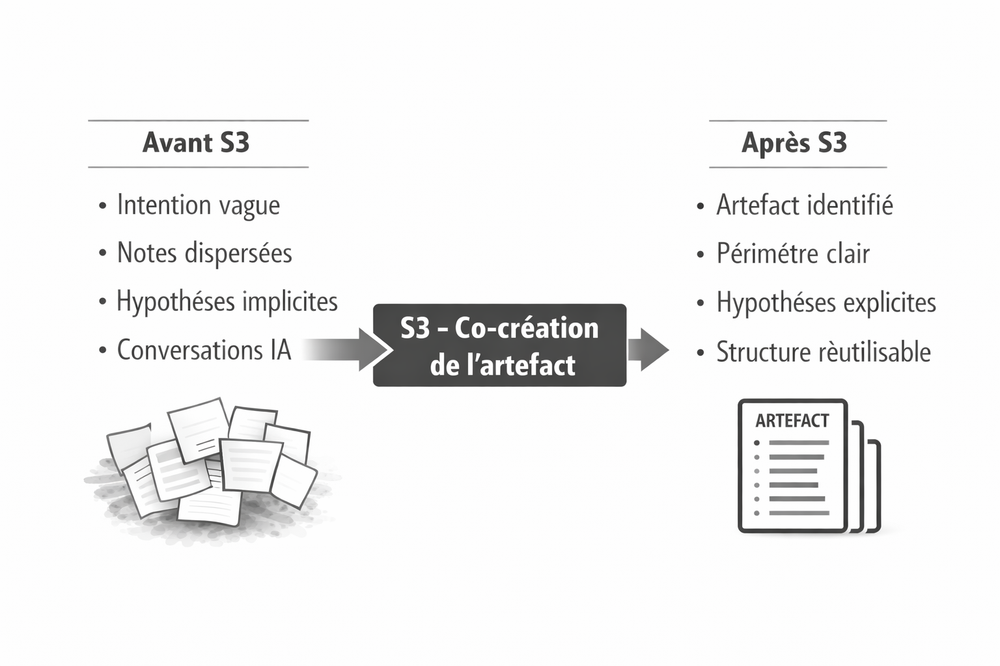 Avant S3
• Intention vague
• Notes dispersées
• Hypothéses implicites
• Conversations IA
S3 – Co-création
de l’artefact
Après S3
• Artefact identifié
• Périmétre clair
• Hypothéses explicites
• Structure rèutilisable
ARTEFACT